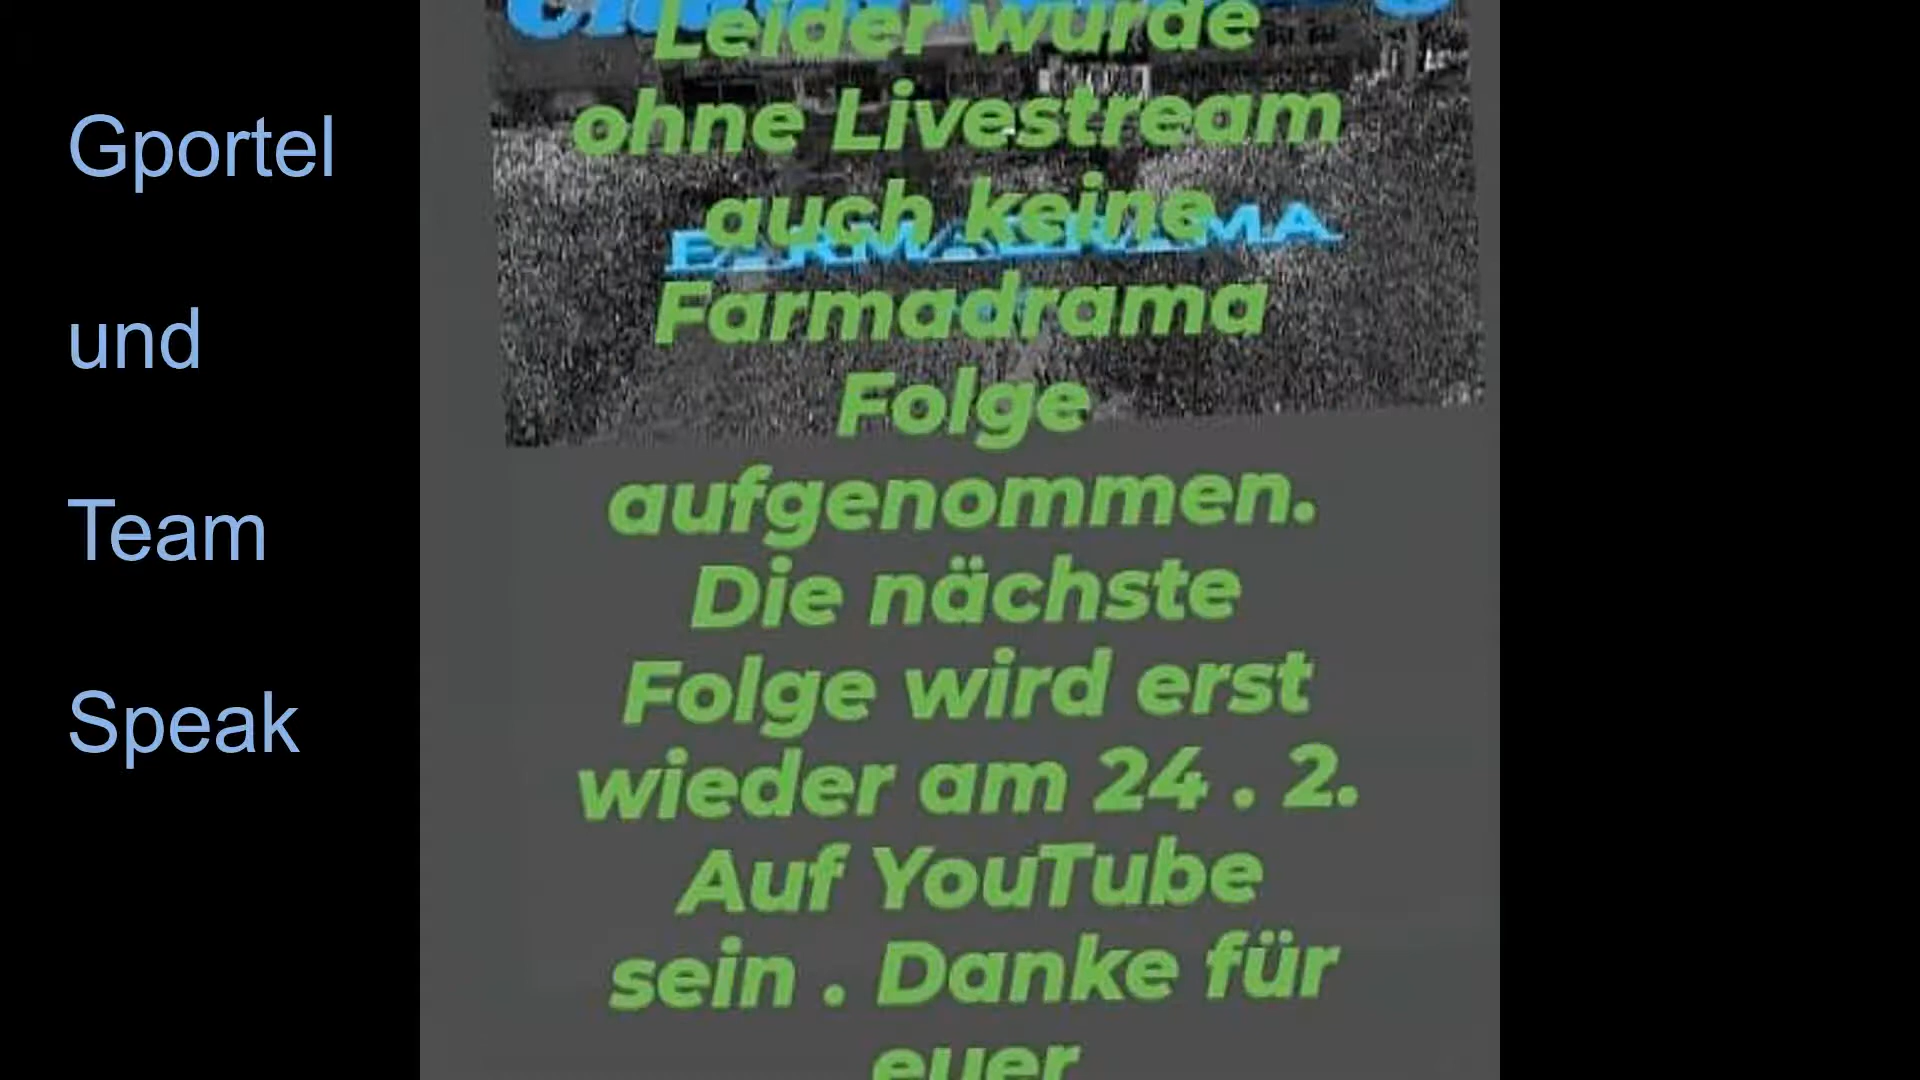 Gportel
und
Team
Speak
Leider wurde
ohne Livestream
auch keine
FARMADRAMA
Farmadrama
Folge
aufgenommen.
Die nächste
Folge wird erst
wieder am 24 . 2.
Auf YouTube
sein . Danke für
euer